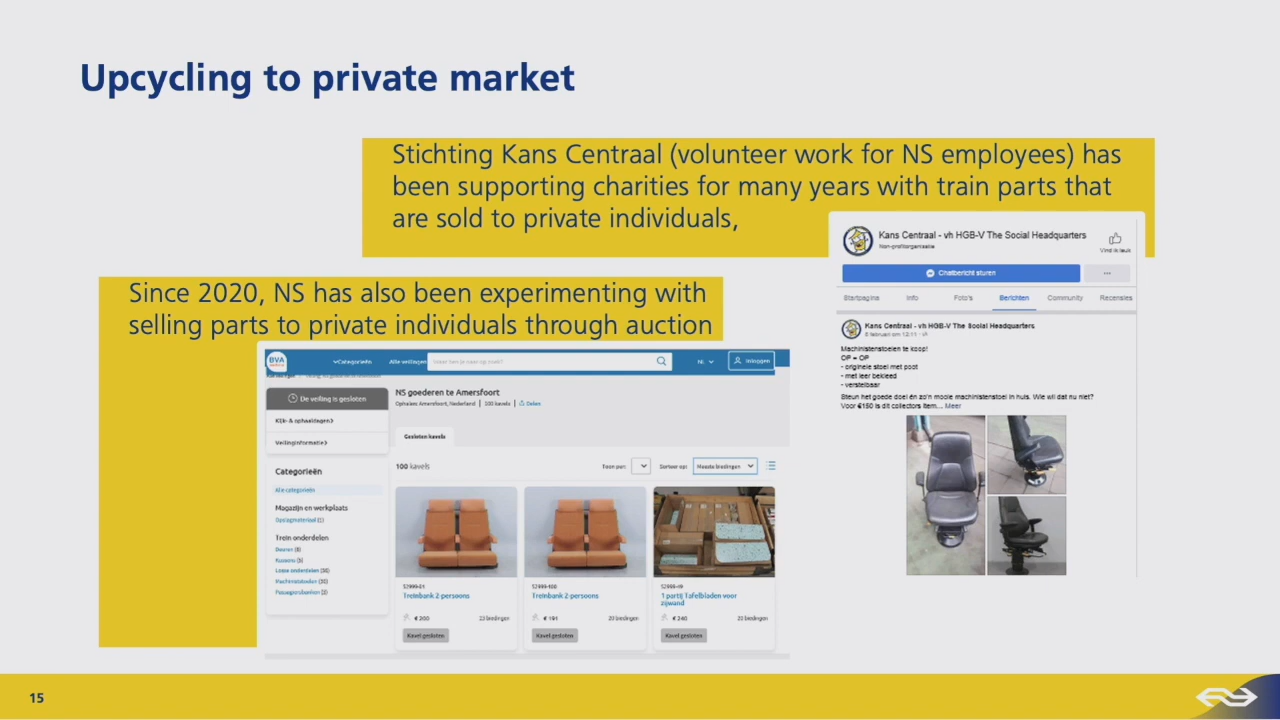 Upcycling to private market
Stichting Kans Centraal (volunteer work for NS employees) has
been supporting charities for many years with train parts that
are sold to private individuals,
Kans Centraal - vh HGB-V The Social Headquarters
Non-profitorganisatie
Vind ik leuk
Chatbericht sturen
...
Startpagina Info Foto's Berichten Community Recensies
Kans Centraal - vh HGB-V The Social Headquarters
Machinistenstoelen te koop!
OP = OP
- originele stoel met poot
- met leer bekleed
- verstelbaar
Steun het goede doel én zo'n mooie machinistenstoel in huis. Wie wil dat nu niet?
Voor €150 is dit collectors item... Meer
Since 2020, NS has also been experimenting with
selling parts to private individuals through auction
BVA
Categorieën Alle veilingen NL Inloggen
De veiling is gesloten
Kijk- & ophaaldagen
Veilinginformatie
NS goederen te Amersfoort
Ophalen: Amersfoort, Nederland | 100 kavels | Delen
Gesloten kavels
100 kavels
Toon per: Sorteer op: Meeste biedingen
Categorieën
Alle categorieën
Magazijn en werkplaats
Opslagmateriaal (1)
Trein onderdelen
Deuren (8)
Treinbank 2-persoons
€ 200 23 biedingen
Kavel gesloten
Treinbank 2-persoons
€ 191 20 biedingen
Kavel gesloten
1 partij Tafelbladen voor
zijwand
€ 240 20 biedingen
Kavel gesloten
15